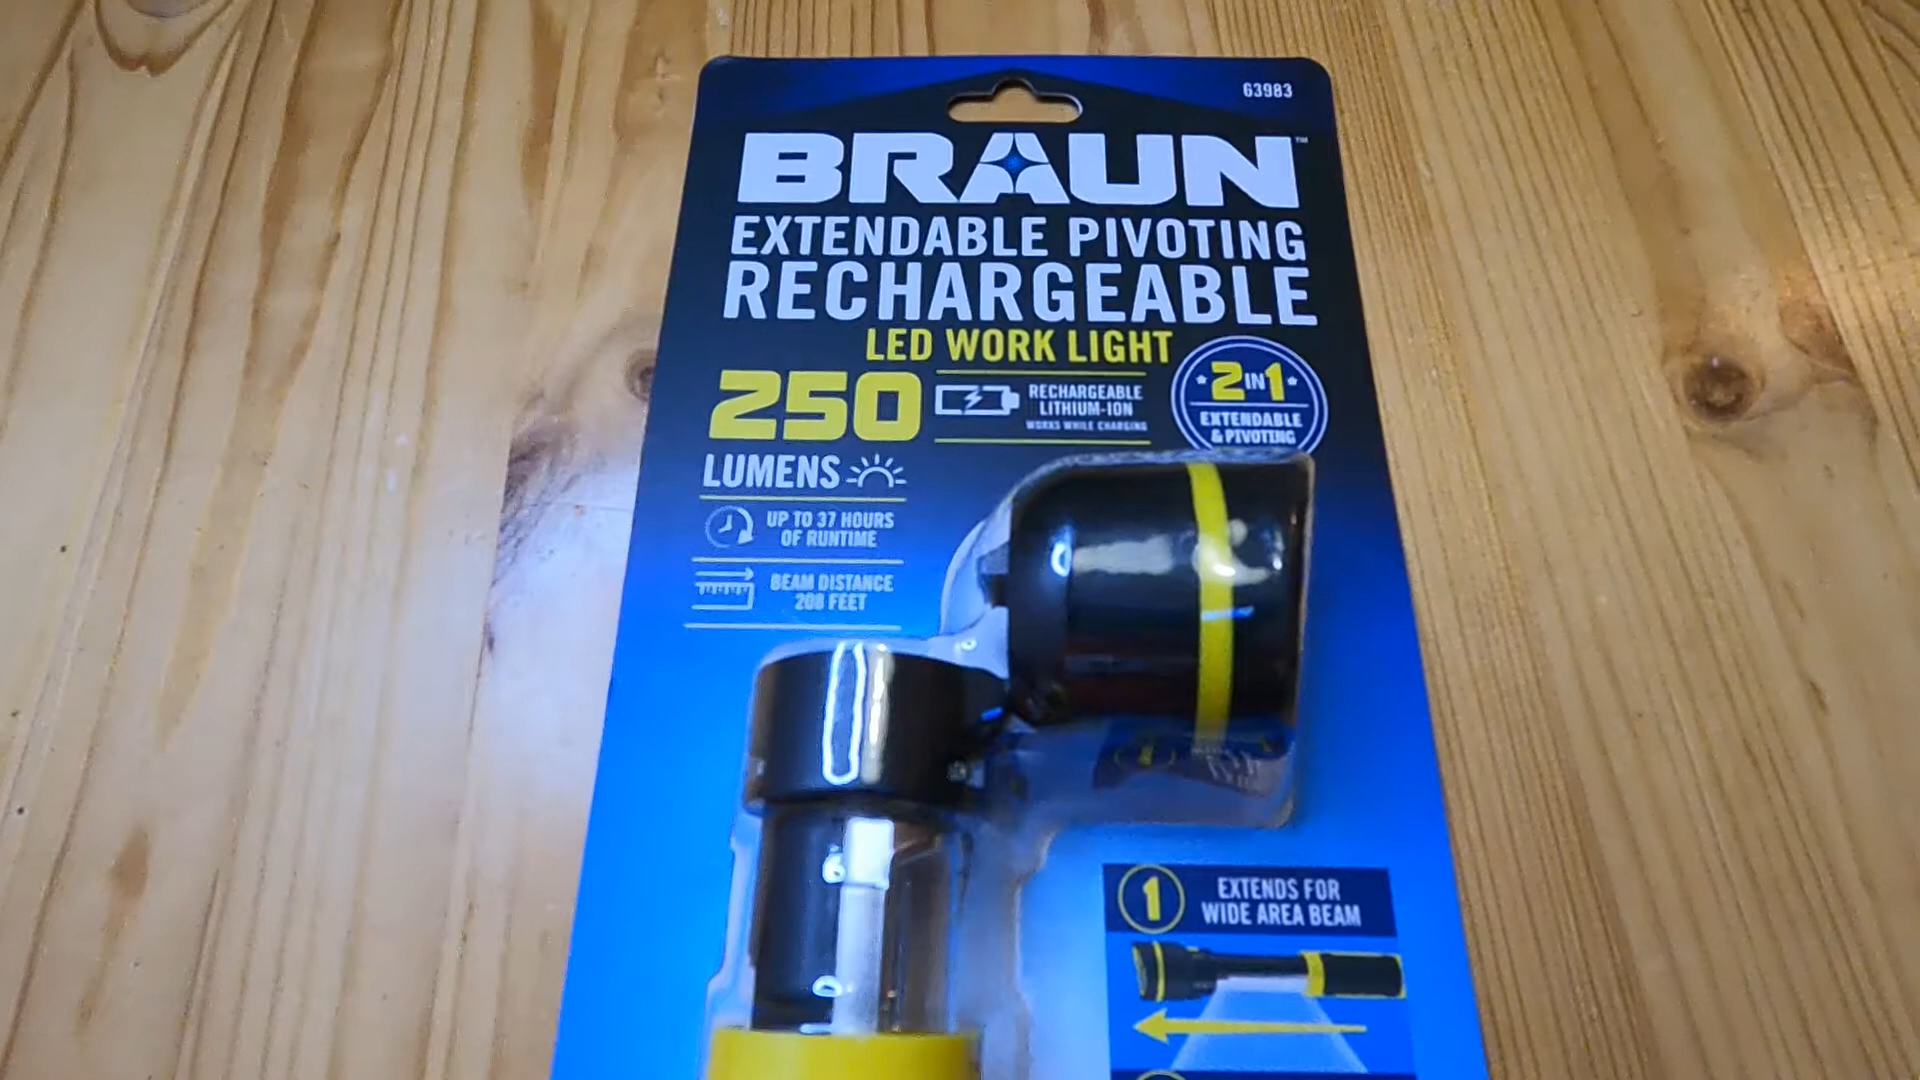 63983
BRAUN™
EXTENDABLE PIVOTING
RECHARGEABLE
LED WORK LIGHT
250
LUMENS
RECHARGEABLE
LITHIUM-ION
WORKS WHILE CHARGING
2 IN 1
EXTENDABLE
& PIVOTING
UP TO 37 HOURS
OF RUNTIME
BEAM DISTANCE
208 FEET
1
EXTENDS FOR
WIDE AREA BEAM